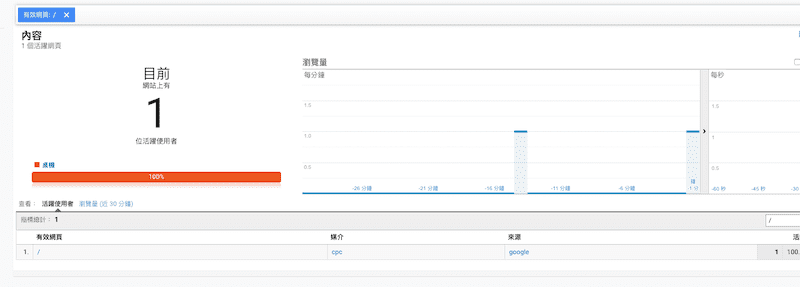 有效網頁: / ✕
內容
1 個活躍網頁
目前
網站上有
1
位活躍使用者
桌機
100%
瀏覽量
每分鐘
1.5
1.0
0.5
-26 分鐘
-21 分鐘
-16 分鐘
-11 分鐘
-6 分鐘
-1 分
鐘
每秒
1.5
1
0.5
-60 秒
-45 秒
-30
查看：
活躍使用者
瀏覽量 (近 30 分鐘)
指標總計： 1
/
有效網頁
媒介
來源
活
1.
/
cpc
google
1
100.